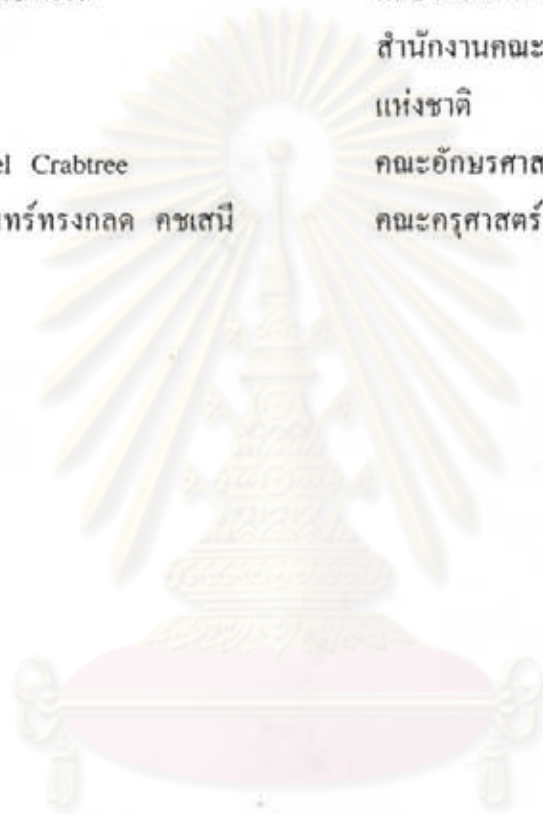 สำนักงานคณะ
แห่งชาติ
el Crabtree คณะอักษรศาส
นทร์ทรงกลด คชเสนี คณะครุศาสตร์